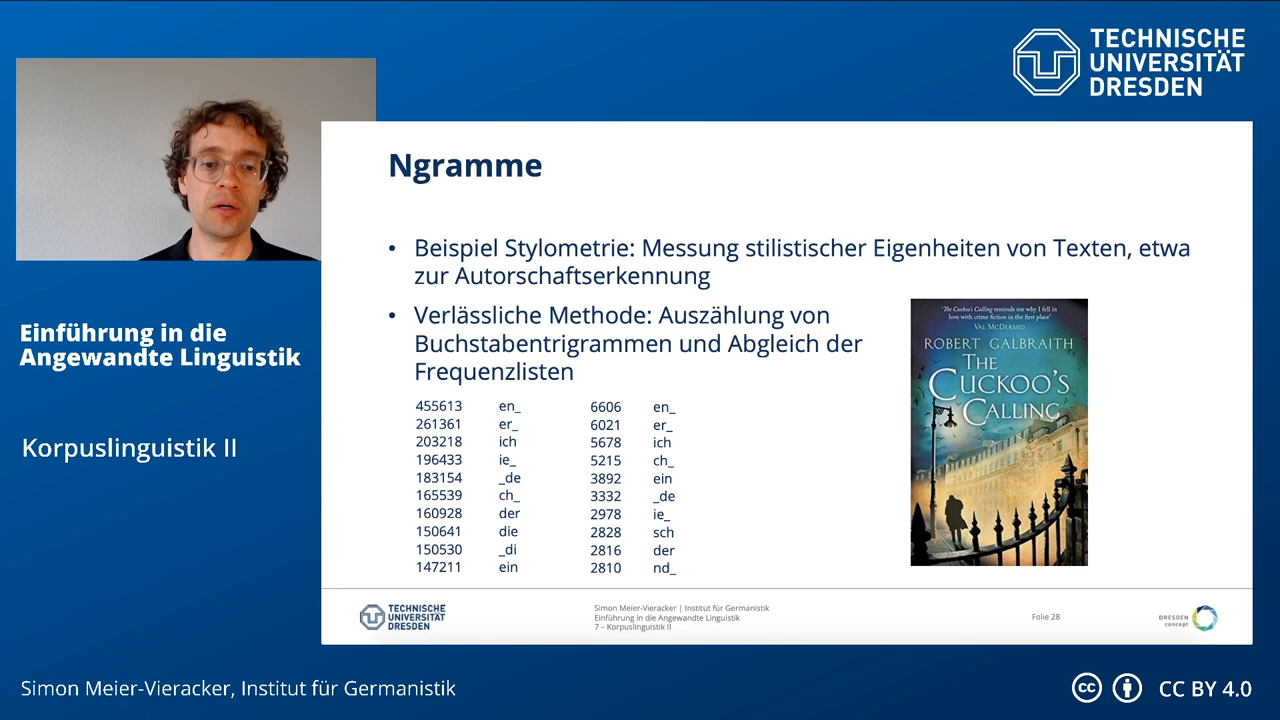 TECHNISCHE
UNIVERSITÄT
DRESDEN
Ngramme
• Beispiel Stylometrie: Messung stilistischer Eigenheiten von Texten, etwa
zur Autorschaftserkennung
• Verlässliche Methode: Auszählung von
Buchstabentrigrammen und Abgleich der
Frequenzlisten
455613 en_ 6606 en_
261361 er_ 6021 er_
203218 ich 5678 ich
196433 ie_ 5215 ch_
183154 _de 3892 ein
165539 ch_ 3332 _de
160928 der 2978 ie_
150641 die 2828 sch
150530 _di 2816 der
147211 ein 2810 nd_
'The Cuckoo's Calling reminds me why I fell in
love with crime fiction in the first place'
VAL McDERMID
ROBERT GALBRAITH
THE
CUCKOO'S
CALLING
TECHNISCHE
UNIVERSITÄT
DRESDEN
Simon Meier-Vieracker | Institut für Germanistik
Einführung in die Angewandte Linguistik
7 – Korpuslinguistik II
Folie 28
DRESDEN
concept
Einführung in die
Angewandte Linguistik
Korpuslinguistik II
Simon Meier-Vieracker, Institut für Germanistik
cc
CC BY 4.0